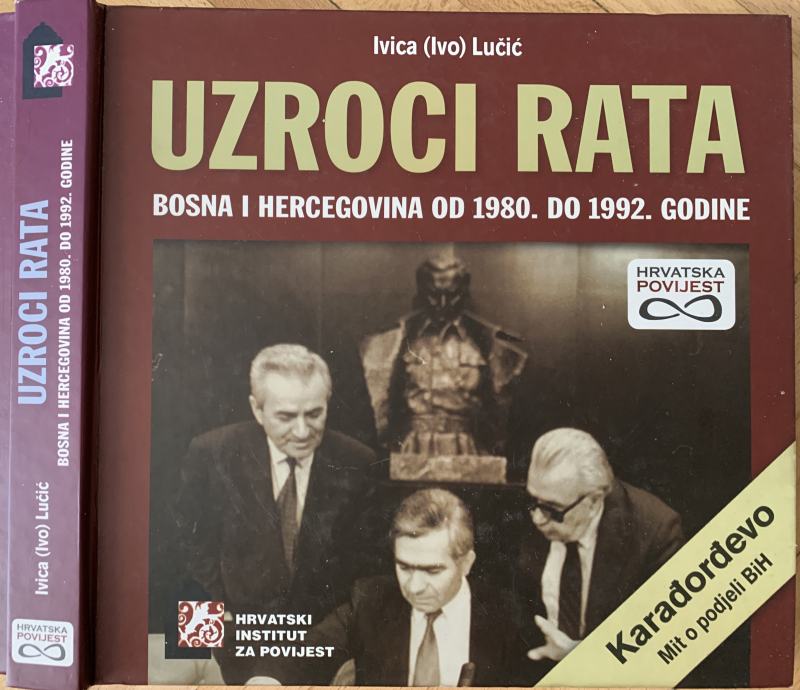 Ivica (Ivo) Lučić
UZROCI RATA
BOSNA I HERCEGOVINA OD 1980. DO 1992. GODINE
HRVATSKA
POVIJEST
HRVATSKI
INSTITUT
ZA POVIJEST
Karađorđevo
Mit o podjeli BiH
Ivica (Ivo) Lučić
UZROCI RATA
BOSNA I HERCEGOVINA OD 1980. DO 1992. GODINE
HRVATSKA
POVIJEST